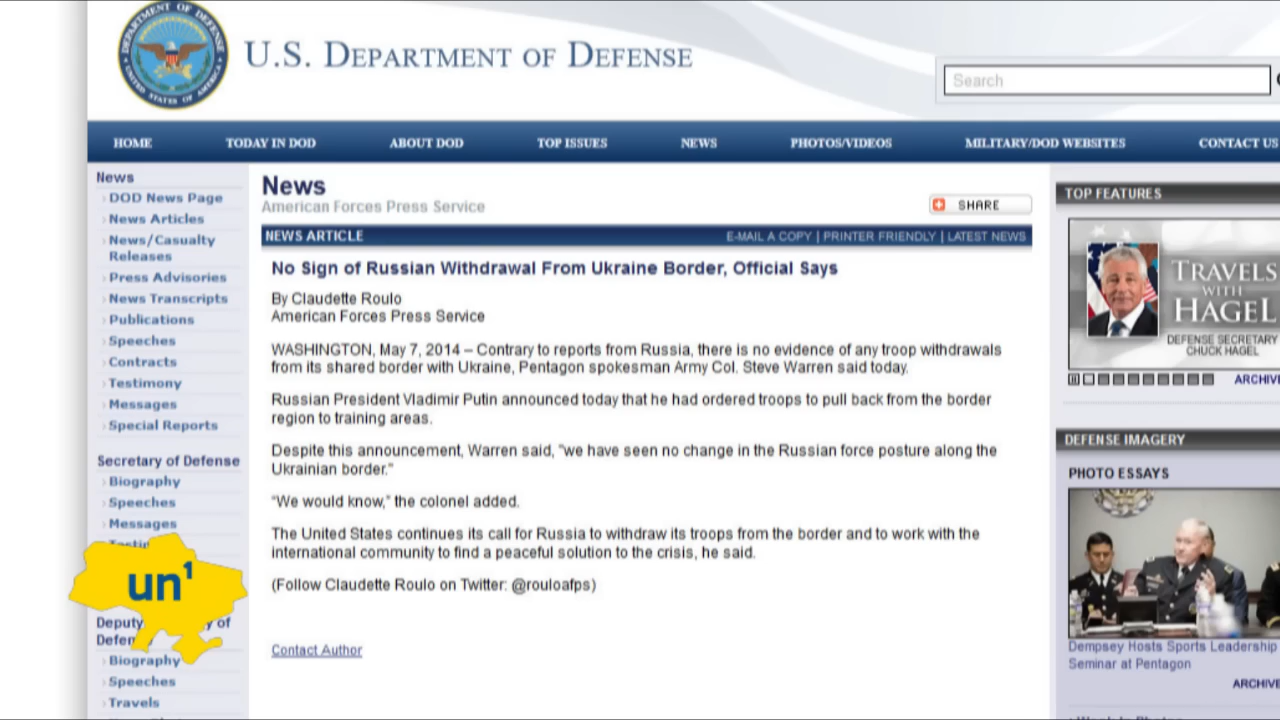 DEPARTMENT OF DEFENSE
UNITED STATES OF AMERICA
U.S. DEPARTMENT OF DEFENSE
Search
HOME
TODAY IN DOD
ABOUT DOD
TOP ISSUES
NEWS
PHOTOS/VIDEOS
MILITARY/DOD WEBSITES
CONTACT US
News
DOD News Page
News Articles
News/Casualty
Releases
Press Advisories
News Transcripts
Publications
Speeches
Contracts
Testimony
Messages
Special Reports
Secretary of Defense
Biography
Speeches
Messages
un1
Deputy
y of
Biography
Speeches
Travels
News
American Forces Press Service
SHARE
NEWS ARTICLE
E-MAIL A COPY | PRINTER FRIENDLY | LATEST NEWS
No Sign of Russian Withdrawal From Ukraine Border, Official Says
By Claudette Roulo
American Forces Press Service
WASHINGTON, May 7, 2014 – Contrary to reports from Russia, there is no evidence of any troop withdrawals
from its shared border with Ukraine, Pentagon spokesman Army Col. Steve Warren said today.
Russian President Vladimir Putin announced today that he had ordered troops to pull back from the border
region to training areas.
Despite this announcement, Warren said, “we have seen no change in the Russian force posture along the
Ukrainian border.”
“We would know,” the colonel added.
The United States continues its call for Russia to withdraw its troops from the border and to work with the
international community to find a peaceful solution to the crisis, he said.
(Follow Claudette Roulo on Twitter: @rouloafps)
Contact Author
TOP FEATURES
TRAVELS
WITH
HAGEL
DEFENSE SECRETARY
CHUCK HAGEL
ARCHIVE
DEFENSE IMAGERY
PHOTO ESSAYS
Dempsey Hosts Sports Leadership
Seminar at Pentagon
ARCHIVE